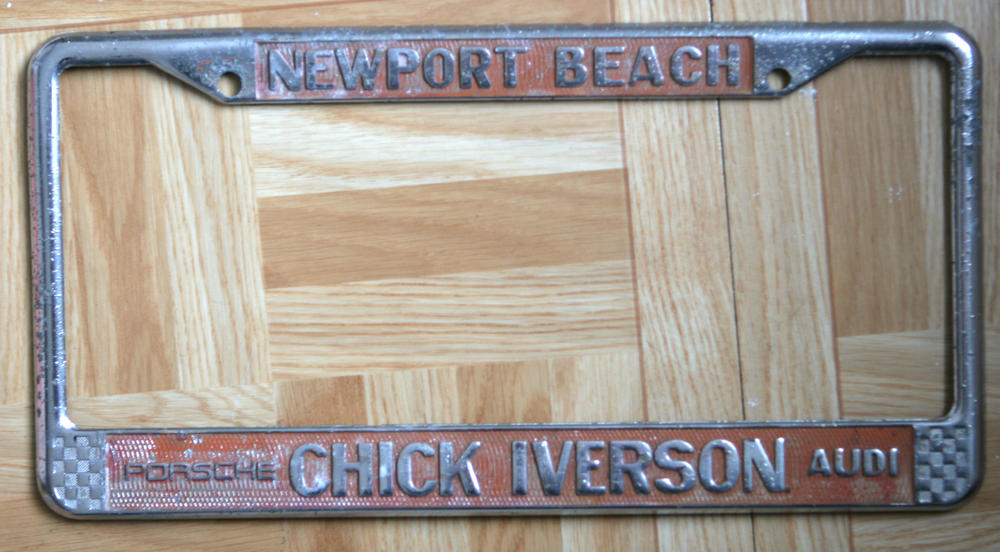 NEWPORT BEACH
PORSCHE CHICK IVERSON AUDI